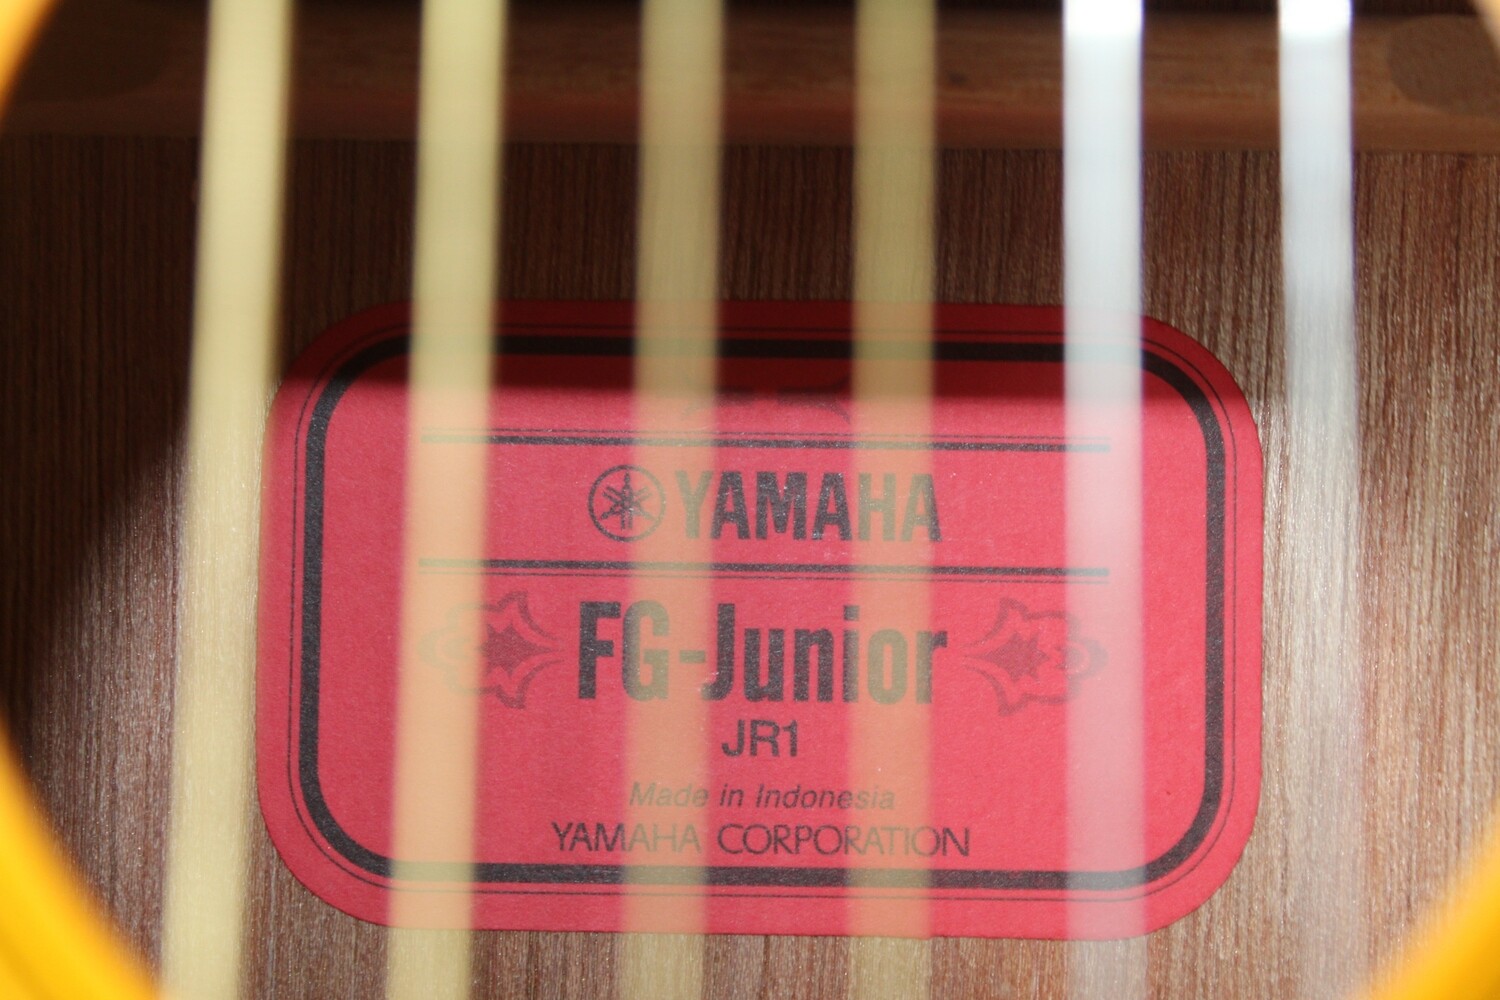 YAMAHA
FG-Junior
JR1
Made in Indonesia
YAMAHA CORPORATION